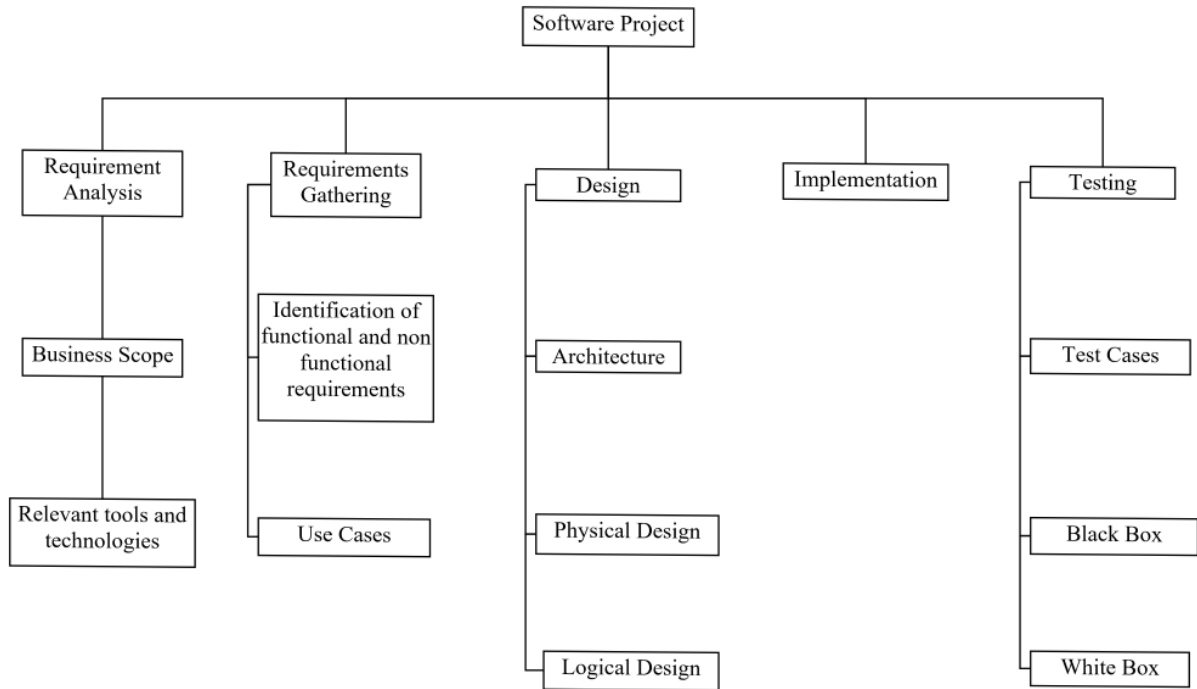 Software Project
Requirement
Analysis
Requirements
Gathering
Design
Implementation
Testing
Business Scope
Identification of
functional and non
functional
requirements
Architecture
Test Cases
Relevant tools and
technologies
Use Cases
Physical Design
Black Box
Logical Design
White Box